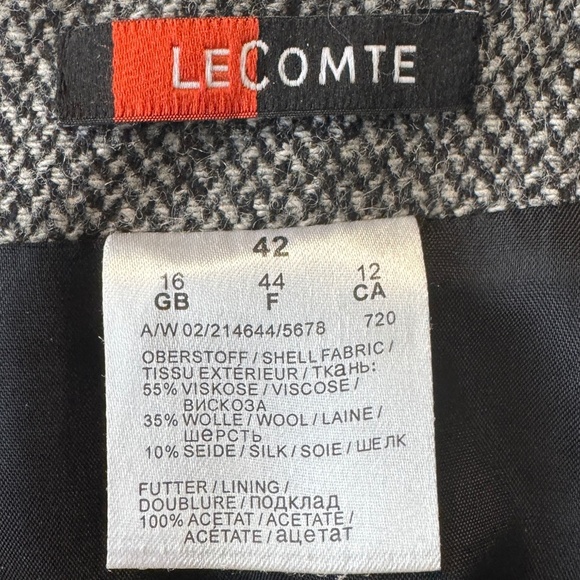 LECOMTE
42
16 44 12
GB F CA
A/W 02/214644/5678 720
OBERSTOFF / SHELL FABRIC /
TISSU EXTÉRIEUR / ТКАНЬ:
55% VISKOSE / VISCOSE /
ВИСКОЗА
35% WOLLE / WOOL / LAINE /
ШЕРСТЬ
10% SEIDE / SILK / SOIE / ШЕЛК
FUTTER / LINING /
DOUBLURE / ПОДКЛАД
100% ACETAT / ACETATE /
ACÉTATE / АЦЕТАТ